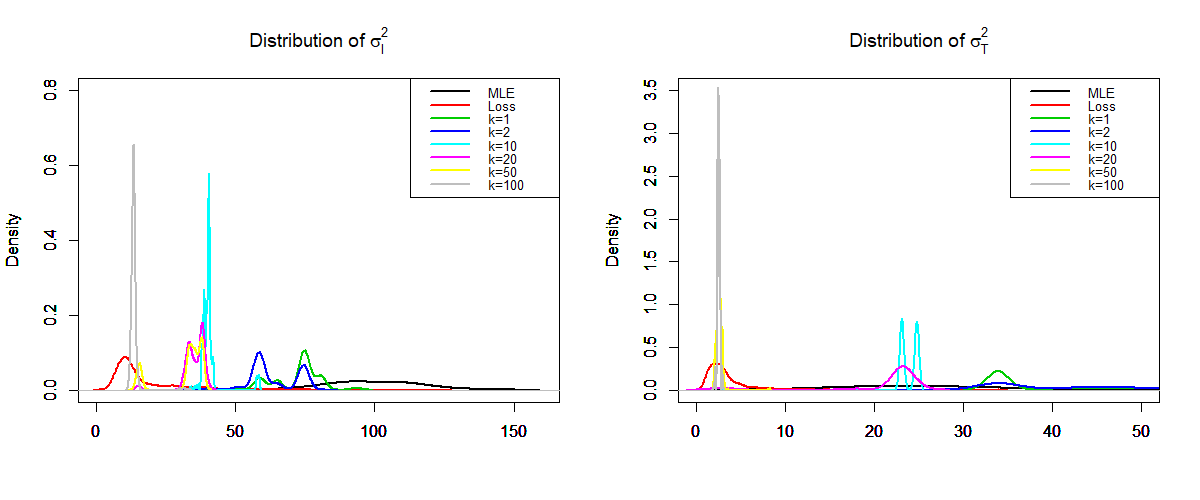 Distribution of σI2
Density
0.0 0.2 0.4 0.6 0.8
0 50 100 150
MLE
Loss
k=1
k=2
k=10
k=20
k=50
k=100
Distribution of σT2
Density
0.0 0.5 1.0 1.5 2.0 2.5 3.0 3.5
0 10 20 30 40 50
MLE
Loss
k=1
k=2
k=10
k=20
k=50
k=100